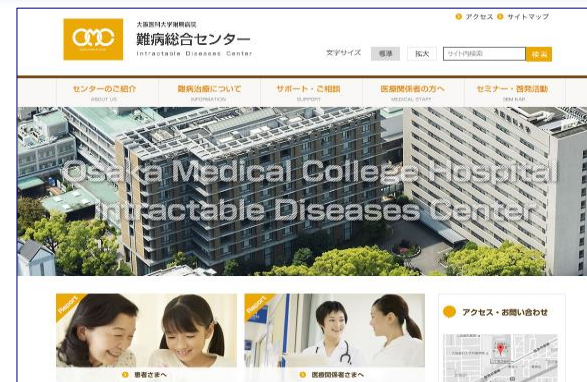 アクセス サイトマップ
OMC
大阪医科大学附属病院
難病総合センター
Intractable Diseases Center
文字サイズ 標準 拡大 サイト内検索 検索
センターのご紹介 難病治療について サポート・ご相談 医療関係者の方へ セミナー・啓発活動
ABOUT US INFORMATION SUPPORT MEDICAL STAFF SEMINAR
Osaka Medical College Hospital
Intractable Diseases Center
Report Report
患者さまへ 医療関係者さまへ
アクセス・お問い合わせ